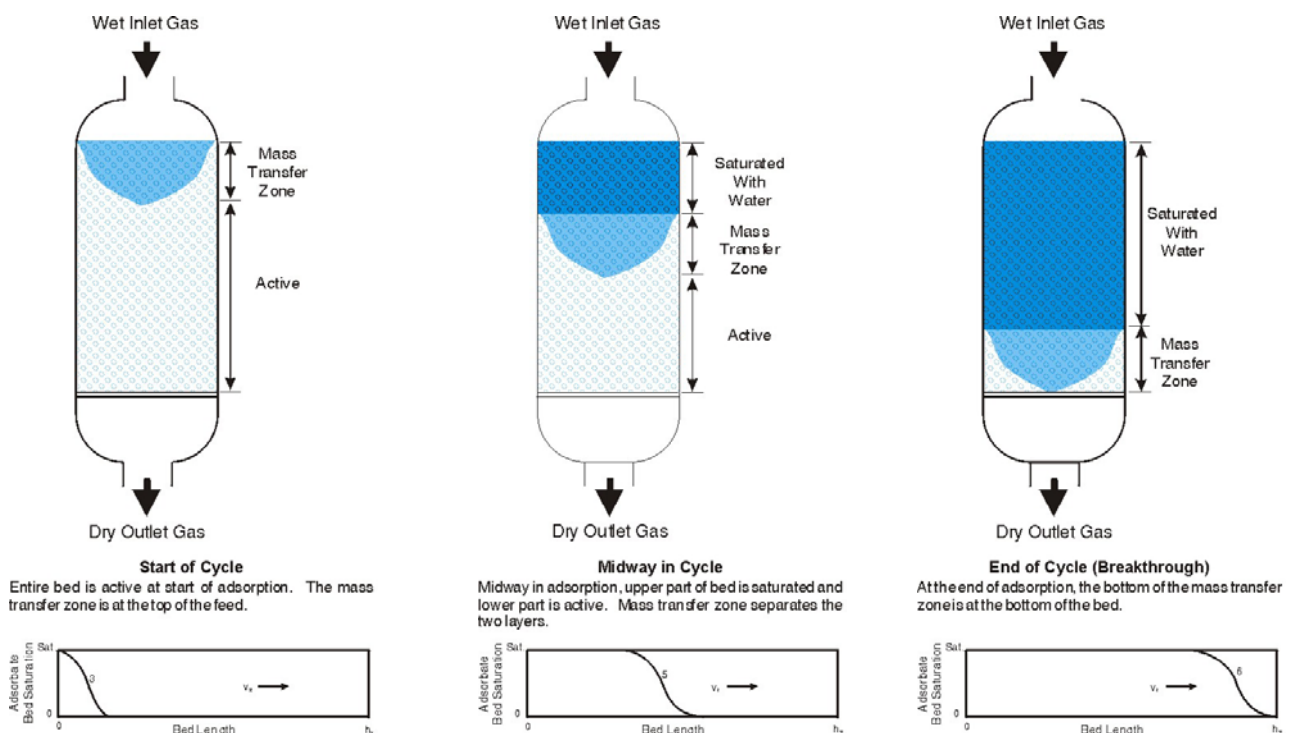 Wet Inlet Gas
Mass
Transfer
Zone
Active
Dry Outlet Gas
Start of Cycle
Entire bed is active at start of adsorption. The mass
transfer zone is at the top of the feed.
Adsorbate
Bed Saturation
Sat
0
3
0
Bed Length
Wet Inlet Gas
Saturated
With
Water
Mass
Transfer
Zone
Active
Dry Outlet Gas
Midway in Cycle
Midway in adsorption, upper part of bed is saturated and
lower part is active. Mass transfer zone separates the
two layers.
Adsorbate
Bed Saturation
Sat
0
5
0
Bed Length
Wet Inlet Gas
Saturated
With
Water
Mass
Transfer
Zone
Dry Outlet Gas
End of Cycle (Breakthrough)
At the end of adsorption, the bottom of the mass transfer
zone is at the bottom of the bed.
Adsorbate
Bed Saturation
Sat
0
6
0
Bed Length